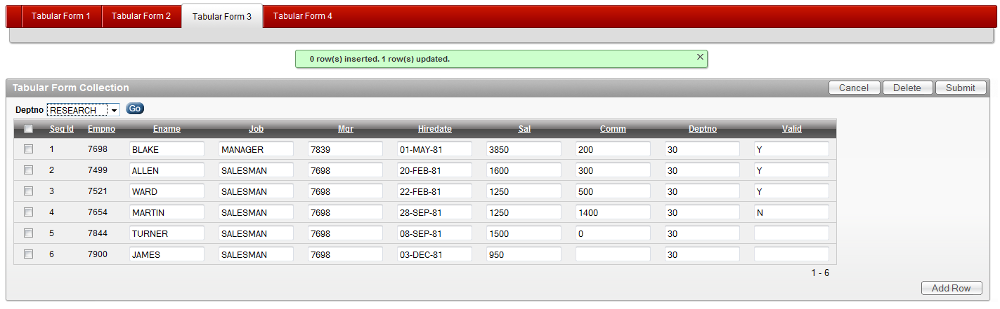 Tabular Form 1 Tabular Form 2 Tabular Form 3 Tabular Form 4
0 row(s) inserted. 1 row(s) updated.
Tabular Form Collection Cancel Delete Submit
Deptno RESEARCH Go
Seq Id Empno Ename Job Mgr Hiredate Sal Comm Deptno Valid
1 7698 BLAKE MANAGER 7839 01-MAY-81 3850 200 30 Y
2 7499 ALLEN SALESMAN 7698 20-FEB-81 1600 300 30 Y
3 7521 WARD SALESMAN 7698 22-FEB-81 1250 500 30 Y
4 7654 MARTIN SALESMAN 7698 28-SEP-81 1250 1400 30 N
5 7844 TURNER SALESMAN 7698 08-SEP-81 1500 0 30
6 7900 JAMES SALESMAN 7698 03-DEC-81 950 30
1 - 6
Add Row